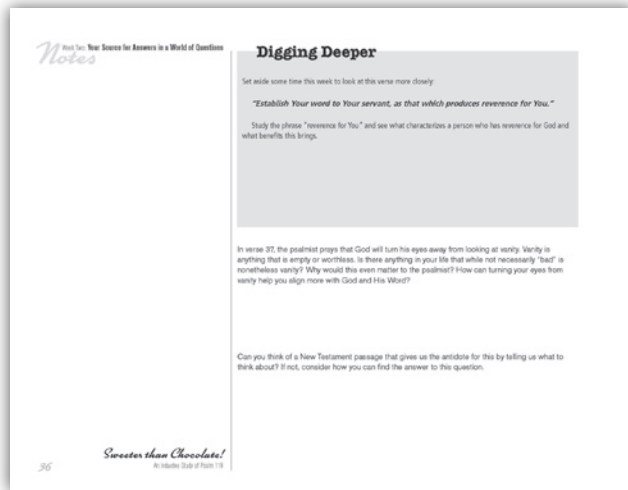 Week Two: Your Source for Answers in a World of Questions
Notes
Digging Deeper
Set aside some time this week to look at this verse more closely:
"Establish Your word to Your servant, as that which produces reverence for You."
Study the phrase "reverence for You" and see what characterizes a person who has reverence for God and
what benefits this brings.
In verse 37, the psalmist prays that God will turn his eyes away from looking at vanity. Vanity is
anything that is empty or worthless. Is there anything in your life that while not necessarily "bad" is
nonetheless vanity? Why would this even matter to the psalmist? How can turning your eyes from
vanity help you align more with God and His Word?
Can you think of a New Testament passage that gives us the antidote for this by telling us what to
think about? If not, consider how you can find the answer to this question.
Sweeter than Chocolate!
An Inductive Study of Psalm 119
36